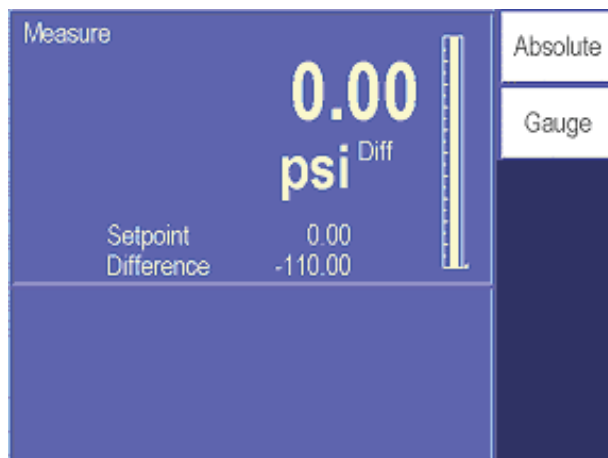 Measure
Absolute
0.00
Gauge
psi Diff
Setpoint 0.00
Difference -110.00